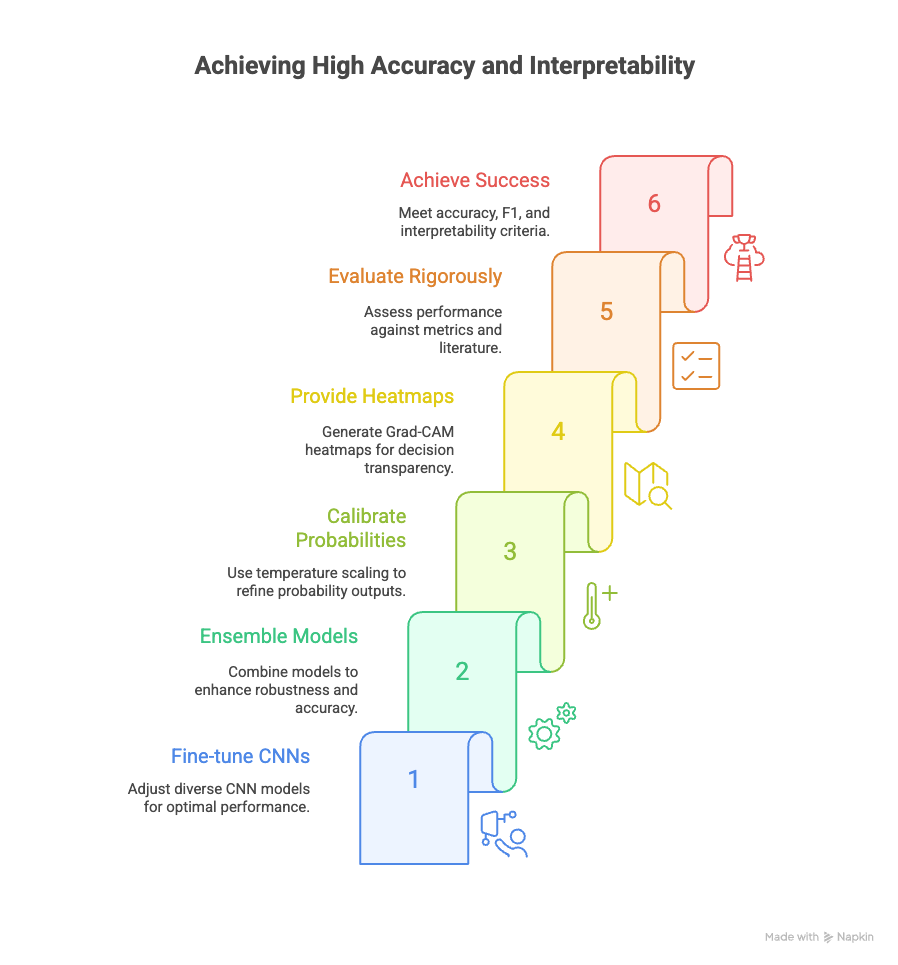 Achieving High Accuracy and Interpretability
Achieve Success
Meet accuracy, F1, and
interpretability criteria.
6
Evaluate Rigorously
Assess performance
against metrics and
literature.
5
Provide Heatmaps
Generate Grad-CAM
heatmaps for decision
transparency.
4
Calibrate
Probabilities
Use temperature scaling to
refine probability outputs.
3
Ensemble Models
Combine models to
enhance robustness and
accuracy.
2
Fine-tune CNNs
Adjust diverse CNN models
for optimal performance.
1
Made with Napkin